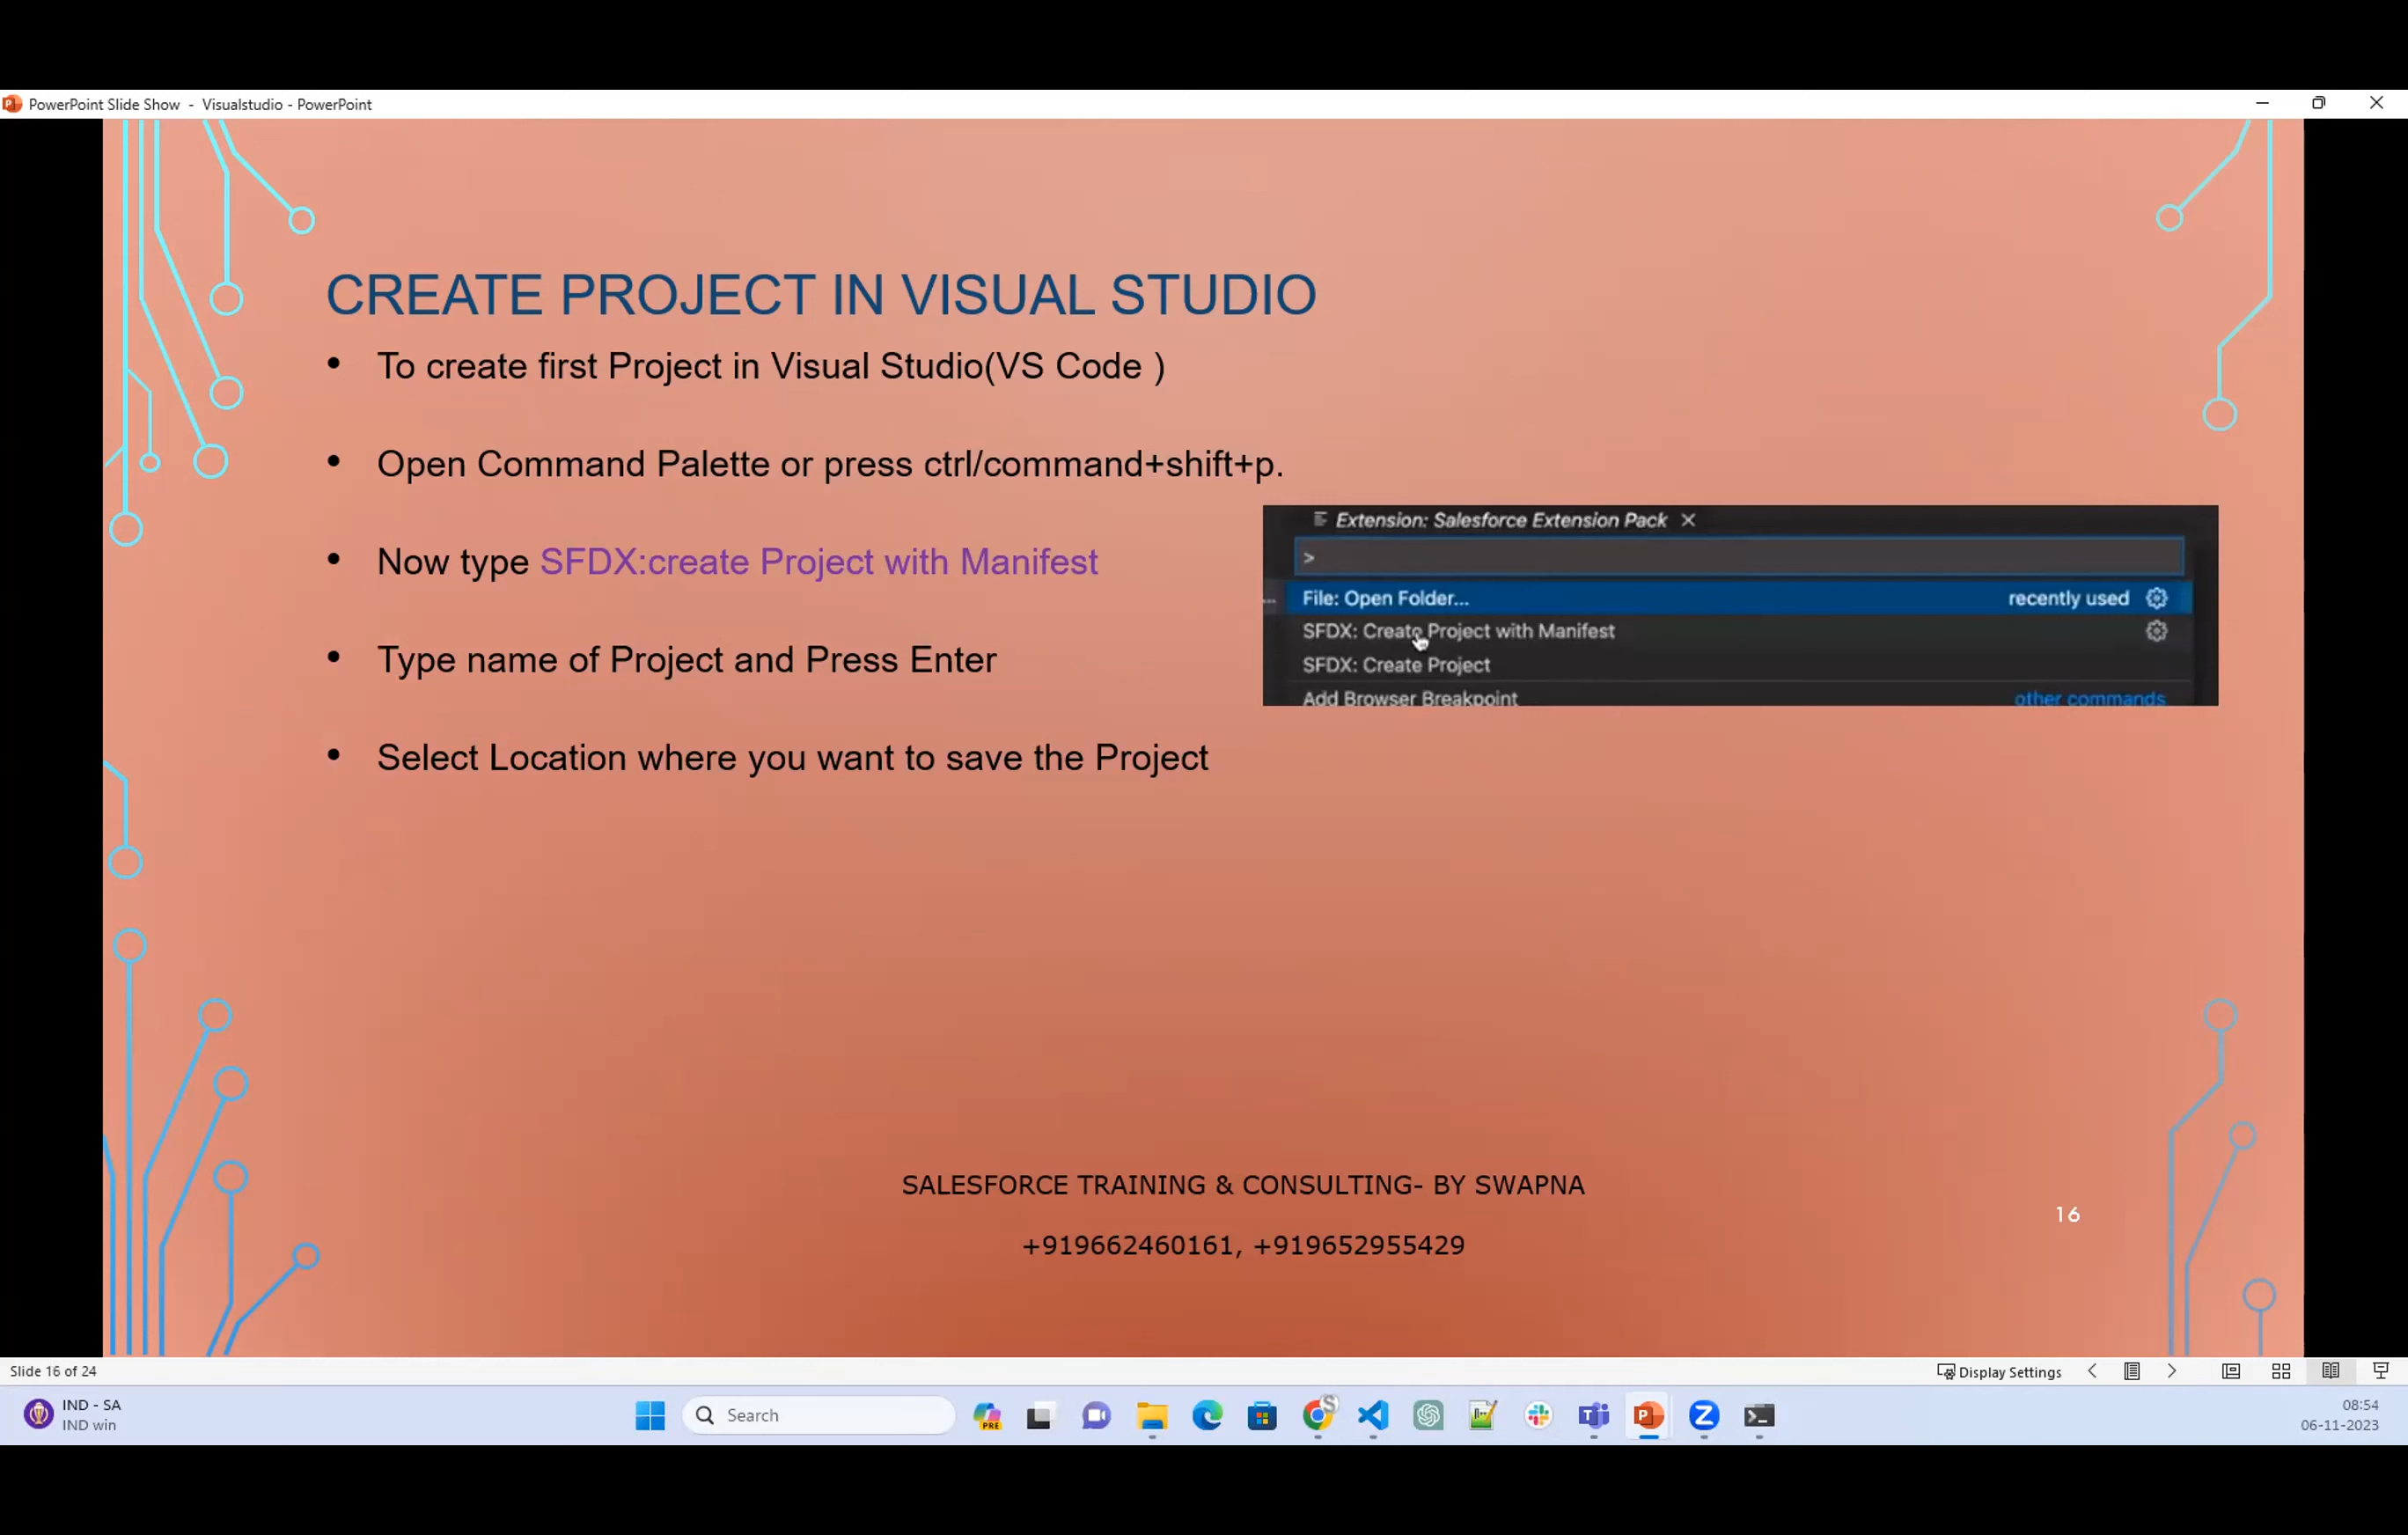 PowerPoint Slide Show - Visualstudio - PowerPoint
CREATE PROJECT IN VISUAL STUDIO
• To create first Project in Visual Studio(VS Code )
• Open Command Palette or press ctrl/command+shift+p.
• Now type SFDX:create Project with Manifest
• Type name of Project and Press Enter
• Select Location where you want to save the Project
Extension: Salesforce Extension Pack
>
File: Open Folder... recently used
SFDX: Create Project with Manifest
SFDX: Create Project
Add Browser Breakpoint other commands
SALESFORCE TRAINING & CONSULTING- BY SWAPNA
+919662460161, +919652955429
16
Slide 16 of 24
Display Settings
IND - SA
IND win
Search
PRE
08:54
06-11-2023